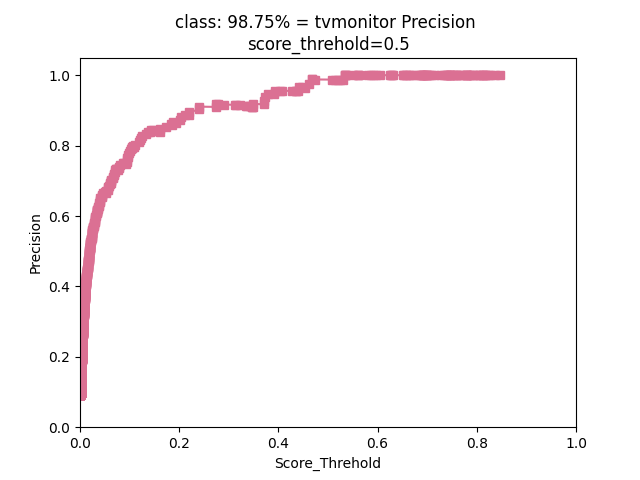 class: 98.75% = tvmonitor Precision
score_threhold=0.5
1.0
0.8
0.6
0.4
0.2
0.0
Precision
0.0 0.2 0.4 0.6 0.8 1.0
Score_Threhold